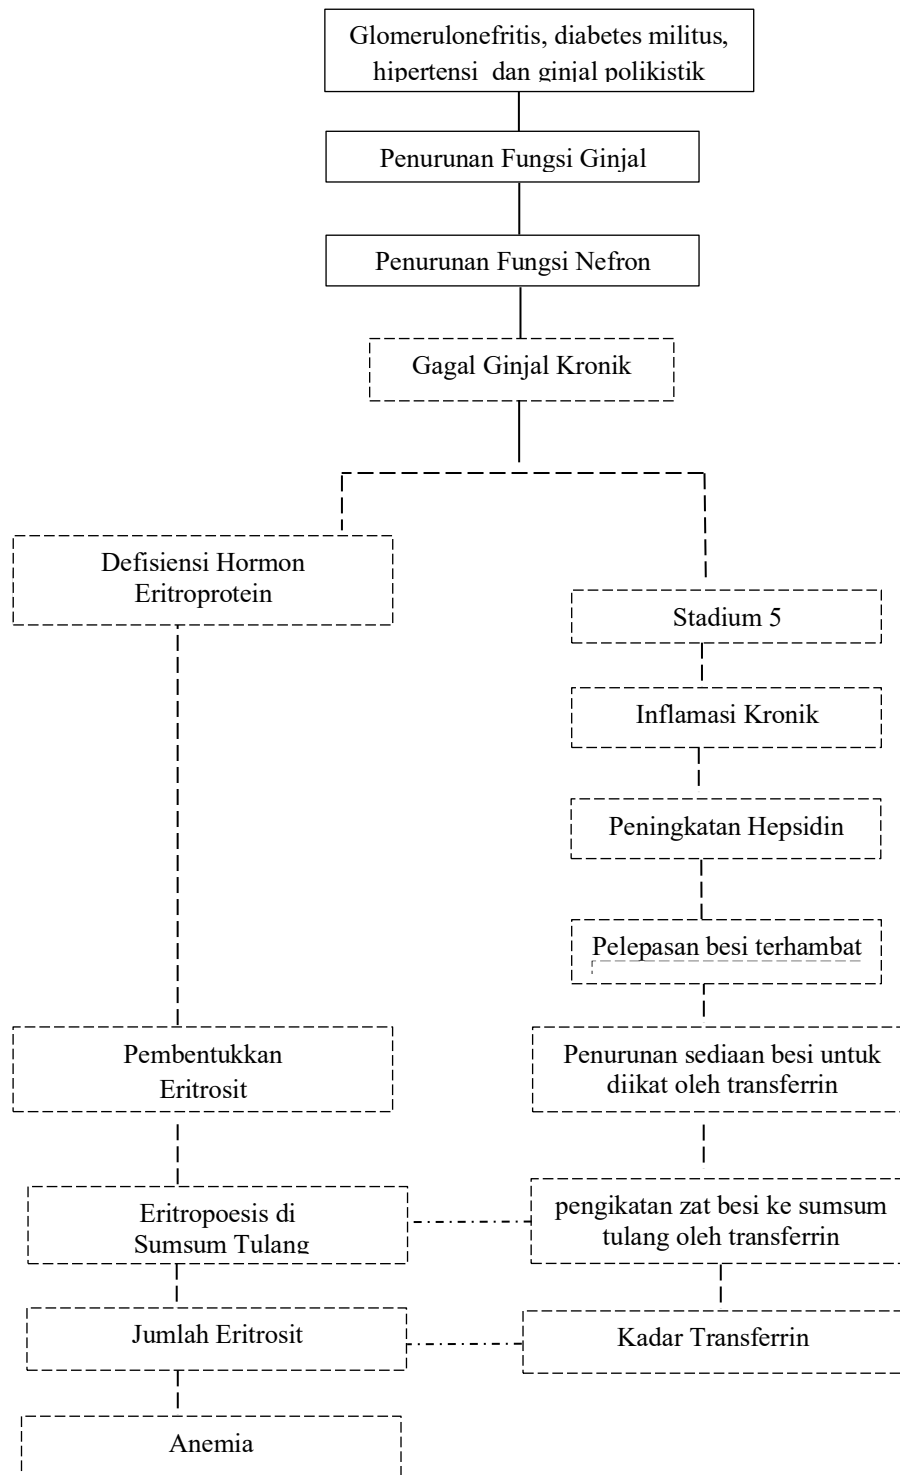 Glomerulonefritis, diabetes militus,
hipertensi dan ginjal polikistik
Penurunan Fungsi Ginjal
Penurunan Fungsi Nefron
Gagal Ginjal Kronik
Defisiensi Hormon
Eritroprotein
Stadium 5
Inflamasi Kronik
Peningkatan Hepsidin
Pelepasan besi terhambat
Pembentukkan
Eritrosit
Penurunan sediaan besi untuk
diikat oleh transferrin
Eritropoesis di
Sumsum Tulang
pengikatan zat besi ke sumsum
tulang oleh transferrin
Jumlah Eritrosit
Kadar Transferrin
Anemia